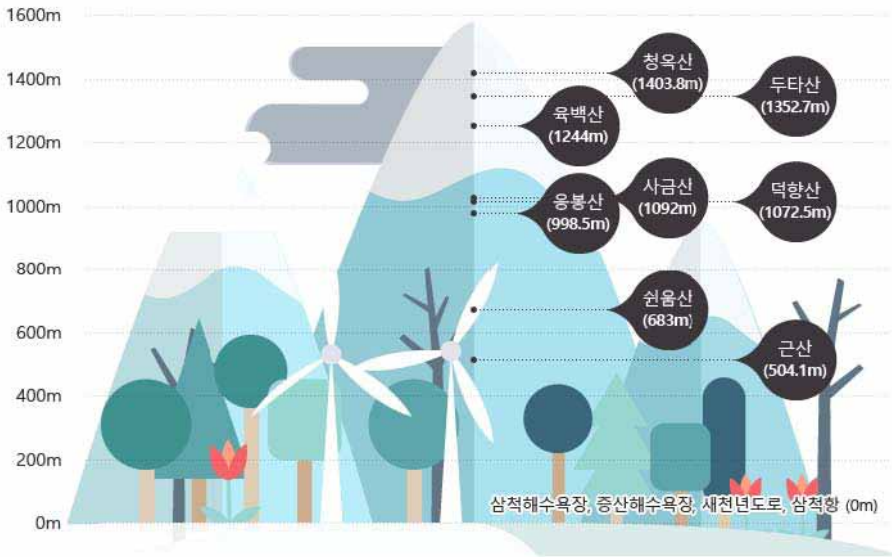 1600m
1400m
1200m
1000m
800m
600m
400m
200m
0m
청옥산
(1403.8m)
두타산
(1352.7m)
육백산
(1244m)
사금산
(1092m)
덕향산
(1072.5m)
응봉산
(998.5m)
쉰움산
(683m)
근산
(504.1m)
삼척해수욕장, 증산해수욕장, 새천년도로, 삼척항 (0m)